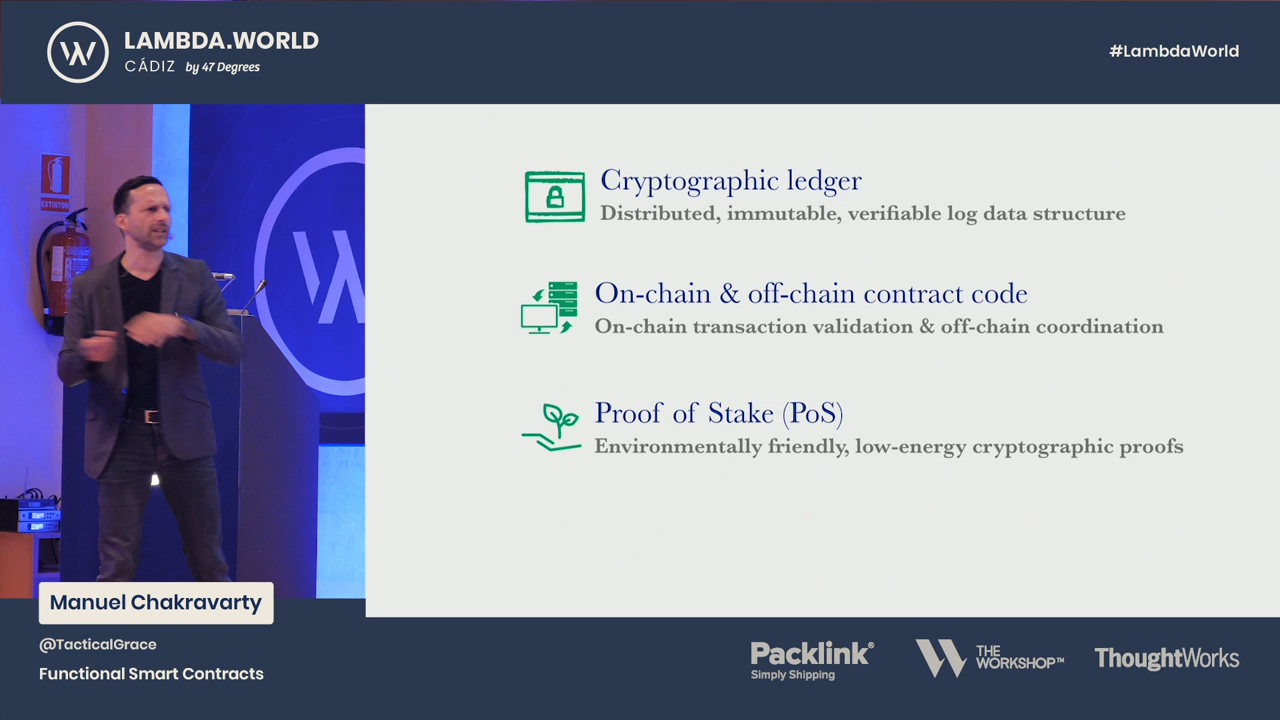 LAMBDA.WORLD
CÁDIZ by 47 Degrees
#LambdaWorld
EXTINTOR
Cryptographic ledger
Distributed, immutable, verifiable log data structure
On-chain & off-chain contract code
On-chain transaction validation & off-chain coordination
Proof of Stake (PoS)
Environmentally friendly, low-energy cryptographic proofs
Manuel Chakravarty
@TacticalGrace
Functional Smart Contracts
Packlink®
Simply Shipping
THE
WORKSHOP™
ThoughtWorks